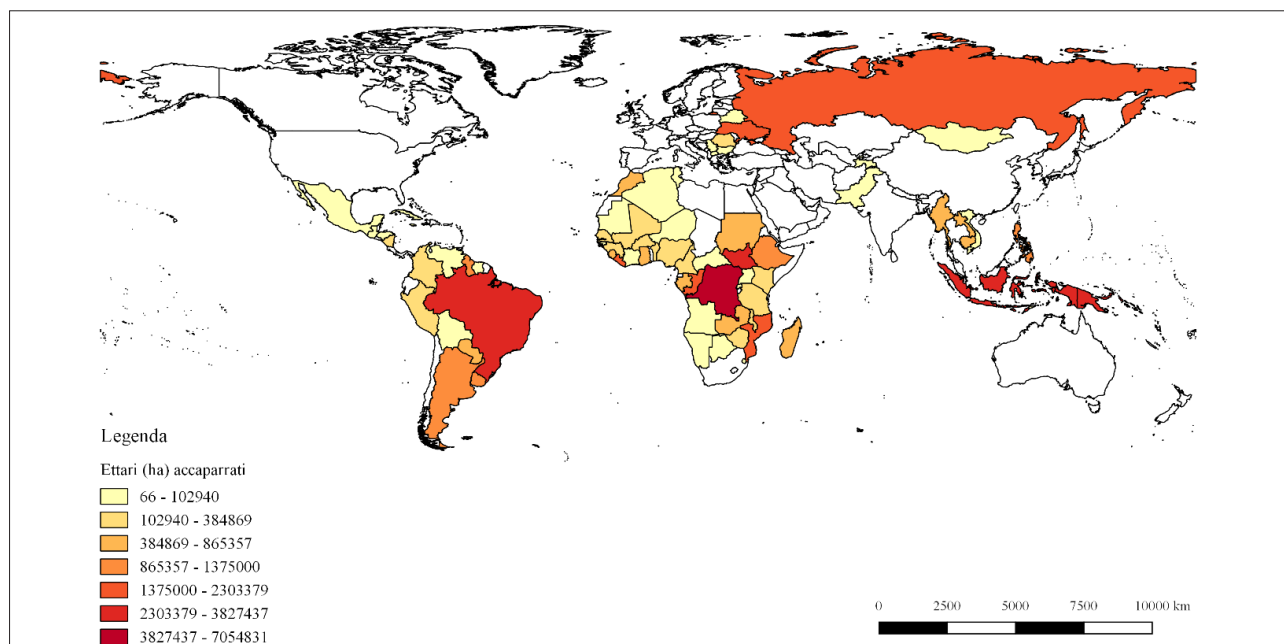 Legenda
Ettari (ha) accaparrati
66 - 102940
102940 - 384869
384869 - 865357
865357 - 1375000
1375000 - 2303379
2303379 - 3827437
3827437 - 7054831
0 2500 5000 7500 10000 km